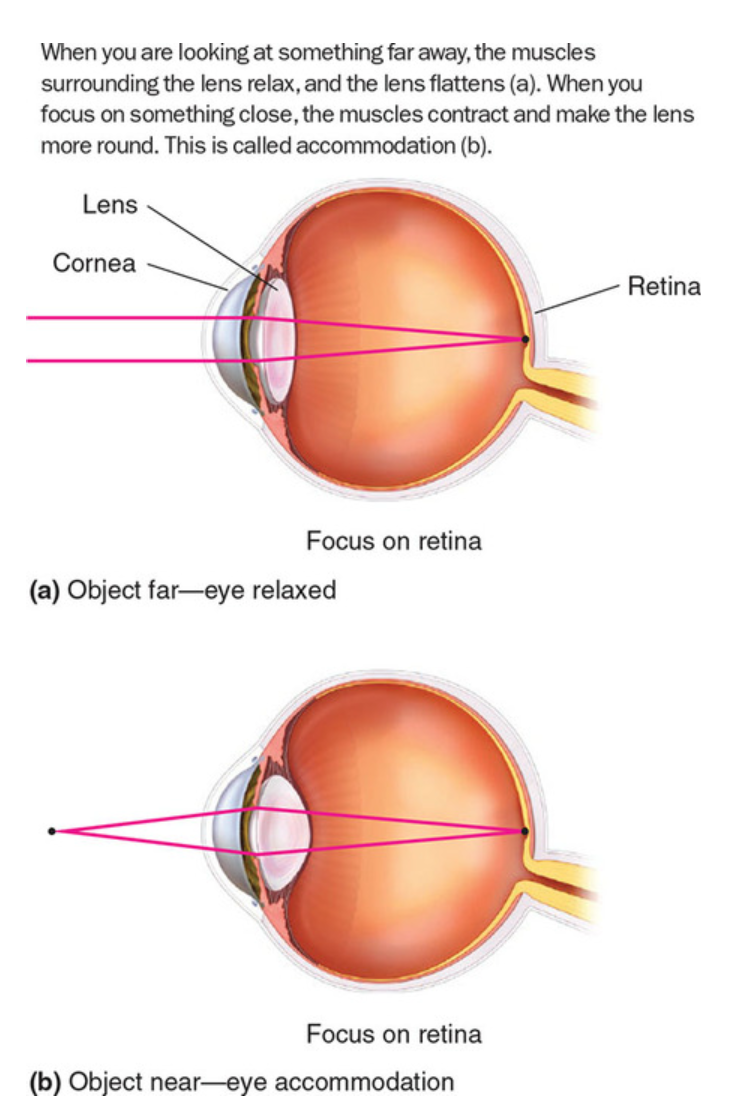 When you are looking at something far away, the muscles
surrounding the lens relax, and the lens flattens (a). When you
focus on something close, the muscles contract and make the lens
more round. This is called accommodation (b).
Lens
Cornea
Retina
Focus on retina
(a) Object far—eye relaxed
Focus on retina
(b) Object near—eye accommodation